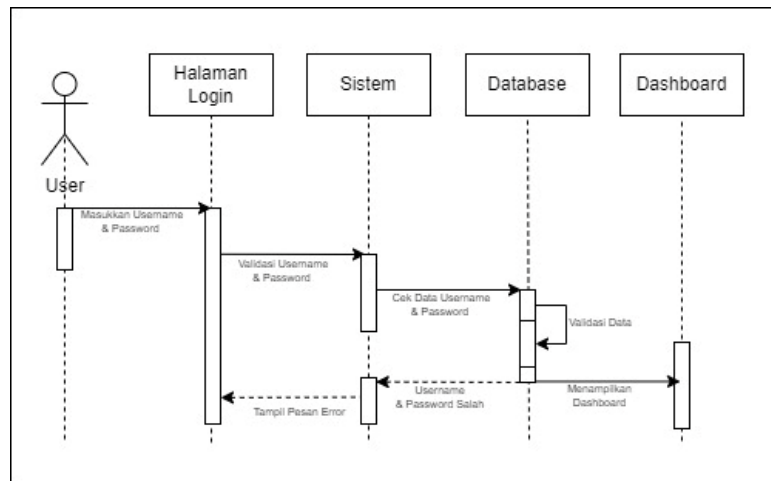 Halaman
Login
Sistem
Database
Dashboard
User
Masukkan Username
& Password
Validasi Username
& Password
Cek Data Username
& Password
Validasi Data
Username
& Password Salah
Menampilkan
Dashboard
Tampil Pesan Error